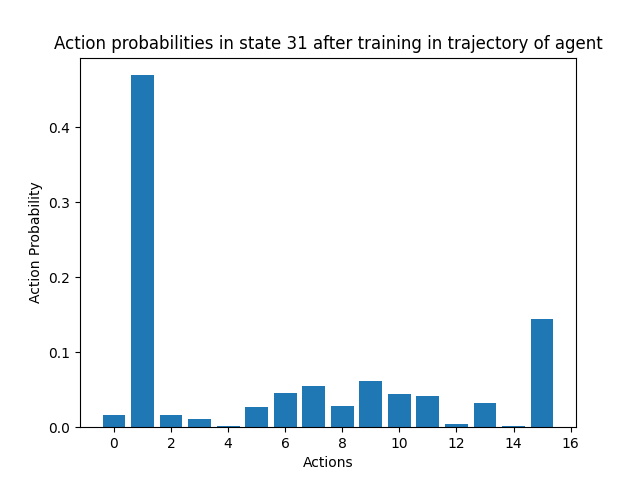 Action probabilities in state 31 after training in trajectory of agent
0.4
0.3
0.2
0.1
0.0
Action Probability
0 2 4 6 8 10 12 14 16
Actions